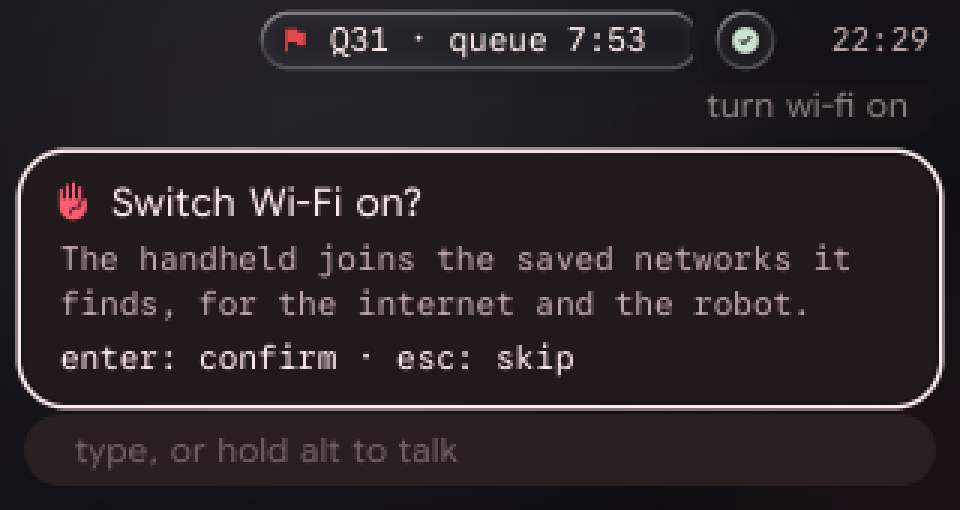 Q31 · queue 7:53
22:29
turn wi-fi on
Switch Wi-Fi on?
The handheld joins the saved networks it
finds, for the internet and the robot.
enter: confirm · esc: skip
type, or hold alt to talk